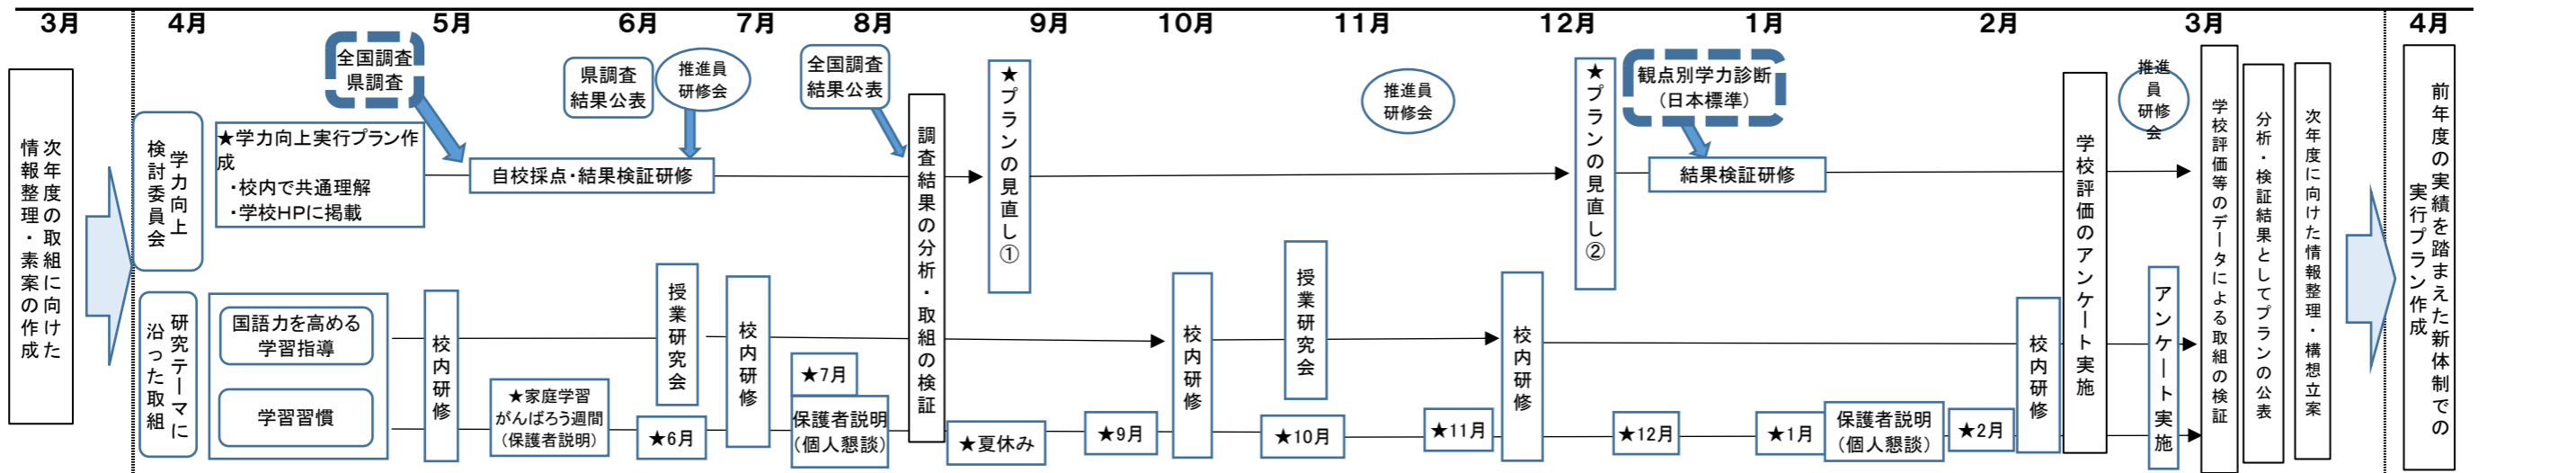 3月
4月
5月
6月
7月
8月
9月
10月
11月
12月
1月
2月
3月
4月
次年度の取組に向けた
情報整理・素案の作成
学力向上
検討委員会
全国調査
県調査
★学力向上実行プラン作
成
・校内で共通理解
・学校HPに掲載
自校採点・結果検証研修
県調査
結果公表
推進員
研修会
全国調査
結果公表
調査結果の分析・取組の検証
★プランの見直し①
推進員
研修会
★プランの見直し②
観点別学力診断
(日本標準)
結果検証研修
学校評価のアンケート実施
推進
員
研修
会
学校評価等のデータによる取組の検証
分析・検証結果としてプランの公表
次年度に向けた情報整理・構想立案
前年度の実績を踏まえた新体制での
実行プラン作成
研究テーマに
沿った取組
国語力を高める
学習指導
学習習慣
校内研修
★家庭学習
がんばろう週間
(保護者説明)
授業研究会
★6月
校内研修
★7月
保護者説明
(個人懇談)
★夏休み
★9月
校内研修
★10月
授業研究会
★11月
校内研修
★12月
★1月
保護者説明
(個人懇談)
★2月
校内研修
アンケート実施